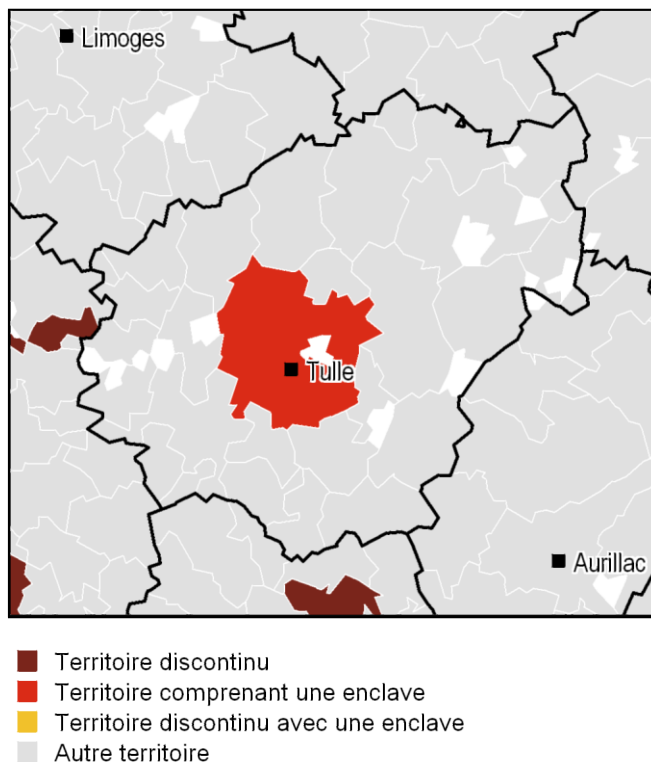 Limoges
Tulle
Aurillac
Territoire discontinu
Territoire comprenant une enclave
Territoire discontinu avec une enclave
Autre territoire